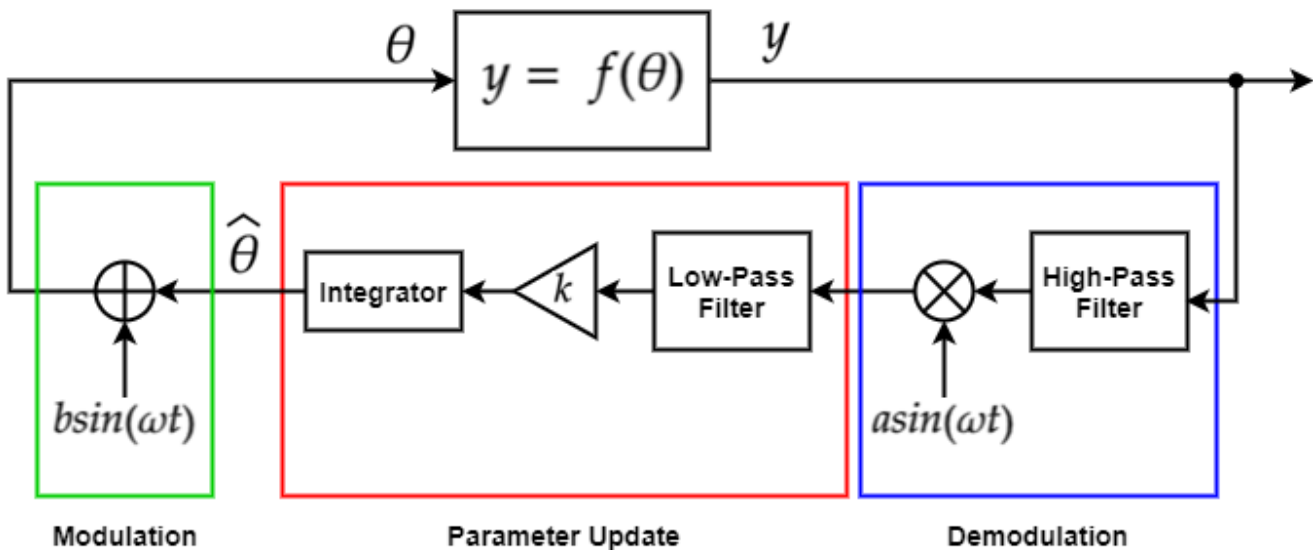 θ
y
y = f(θ)
θ̂
Integrator
k
Low-Pass
Filter
High-Pass
Filter
bsin(ωt)
asin(ωt)
Modulation
Parameter Update
Demodulation